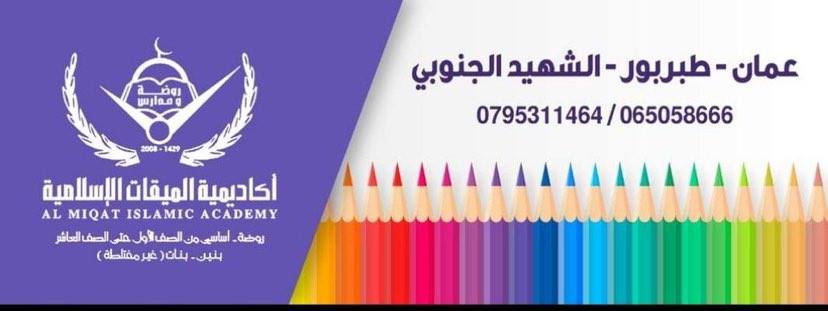 عمان - طبربور - الشهيد الجنوبي
0795311464 / 065058666
روضة
و مدارس
2008 - 1429
أكاديمية الميقات الإسلامية
AL MIQAT ISLAMIC ACADEMY
روضة - أساسي من الصف الأول حتى الصف العاشر
بنين - بنات ( غير مختلطة )